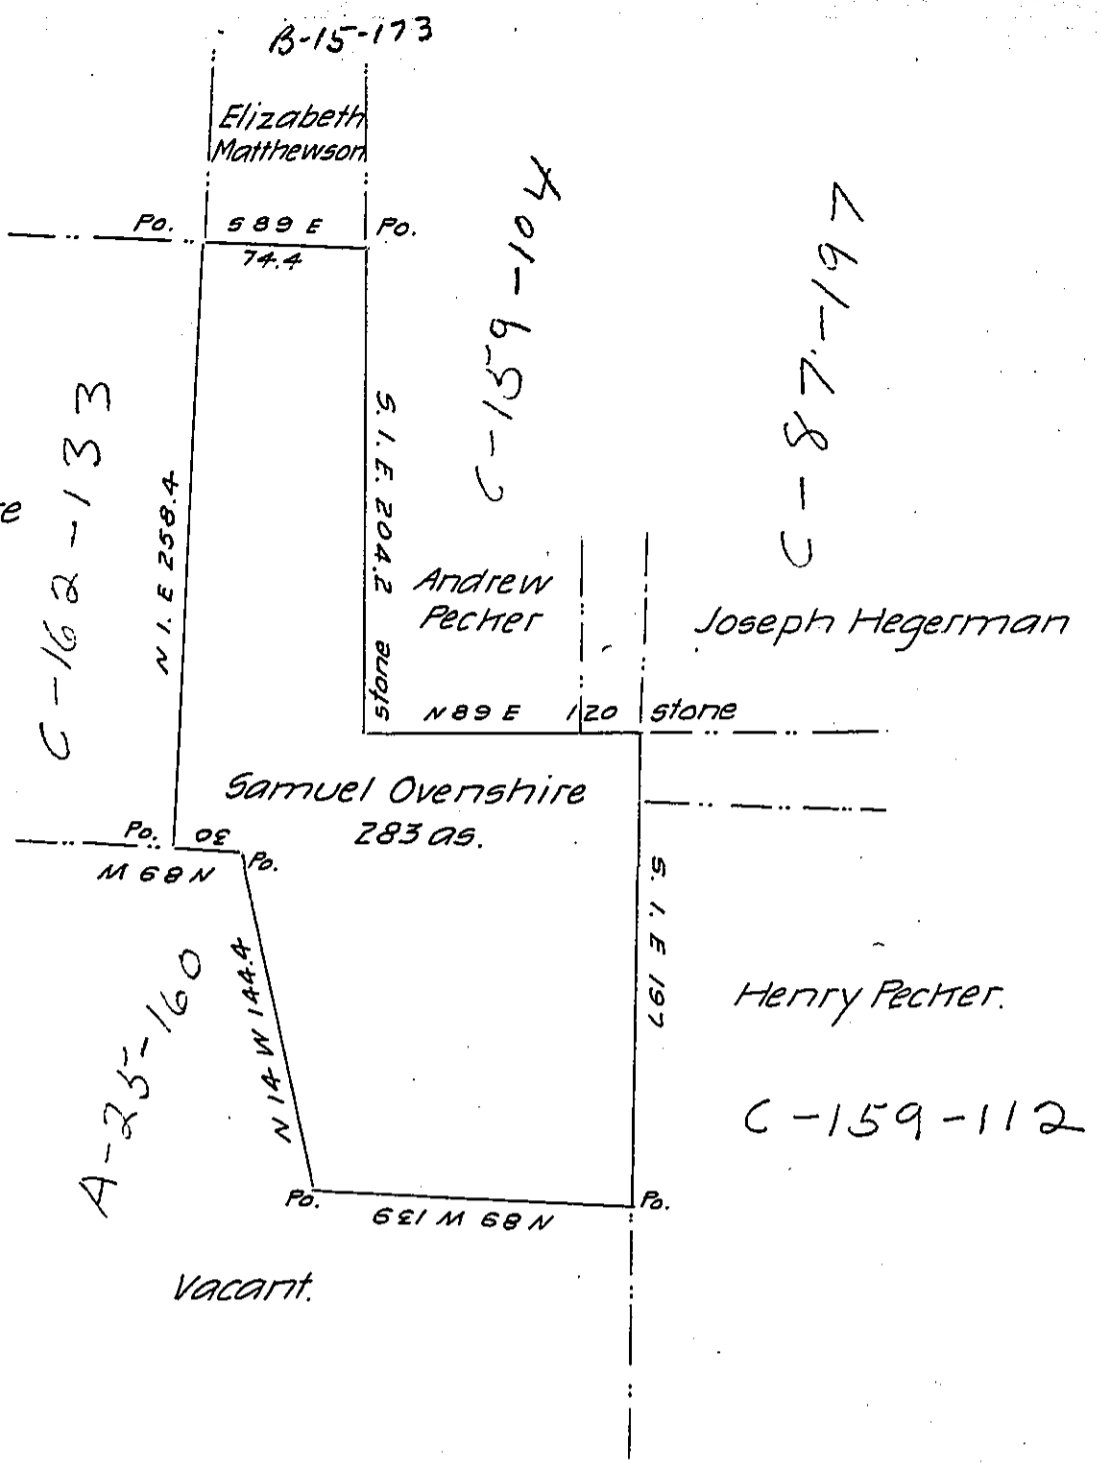 B-15-173
Elizabeth
Matthewson
Po. S 89 E Po.
74.4
C-159-104
C-87-197
C-162-133
re
N 1. E 258.4
S. 1. E. 204.2 stone
Andrew
Pecker
Joseph Hegerman
N 89 E 120 stone
Samuel Ovenshire
283 as.
Po. 30 Po.
N 89 W
S. 1. E 197
A-25-160
N 14 W 144.4
Henry Pecker.
C-159-112
Po. Po.
N 89 W 139
Vacant.